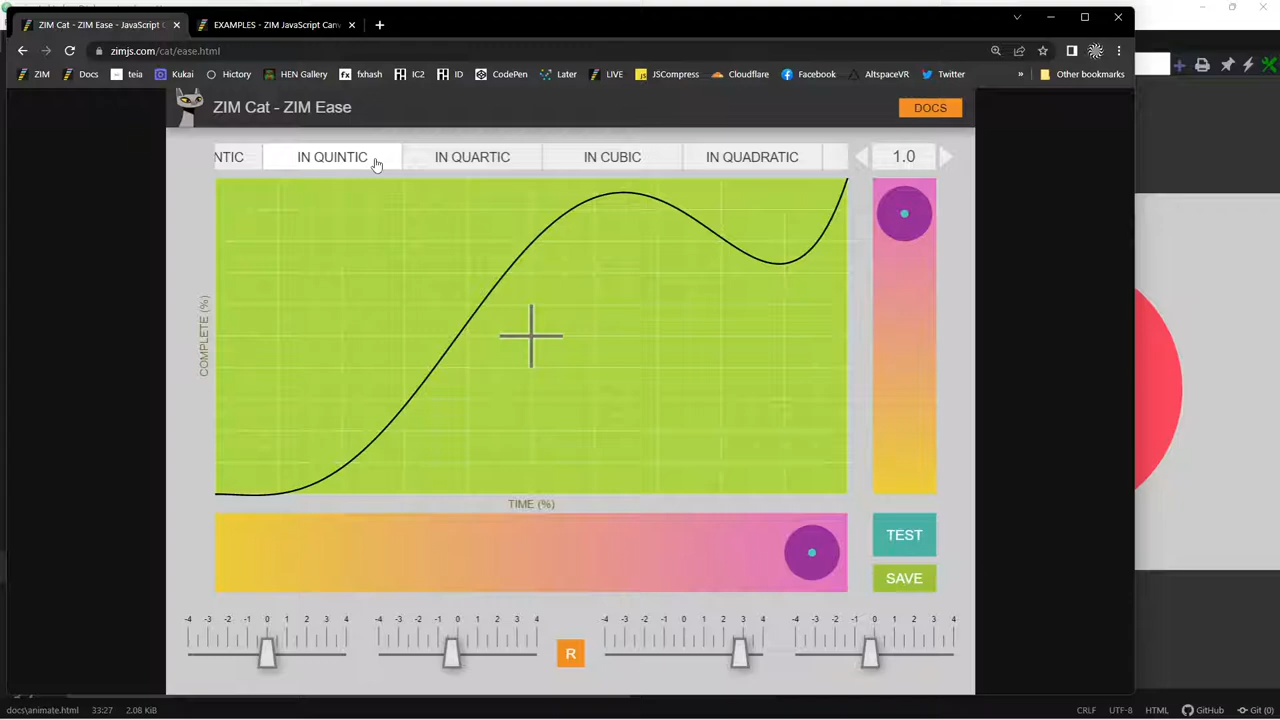 ZIM Cat - ZIM Ease - JavaScript C
EXAMPLES - ZIM JavaScript Canv
zimjs.com/cat/ease.html
ZIM Docs teia Kukai Hictory HEN Gallery fxhash IC2 ID CodePen Later LIVE JSCompress Cloudflare Facebook AltspaceVR Twitter » Other bookmarks
ZIM Cat - ZIM Ease
DOCS
NTIC IN QUINTIC IN QUARTIC IN CUBIC IN QUADRATIC 1.0
COMPLETE (%)
TIME (%)
TEST
SAVE
-4 -3 -2 -1 0 1 2 3 4 -4 -3 -2 -1 0 1 2 3 4 -4 -3 -2 -1 0 1 2 3 4 -4 -3 -2 -1 0 1 2 3 4
R
docs\animate.html 33:27 2.08 KiB CRLF UTF-8 HTML GitHub Git (0)